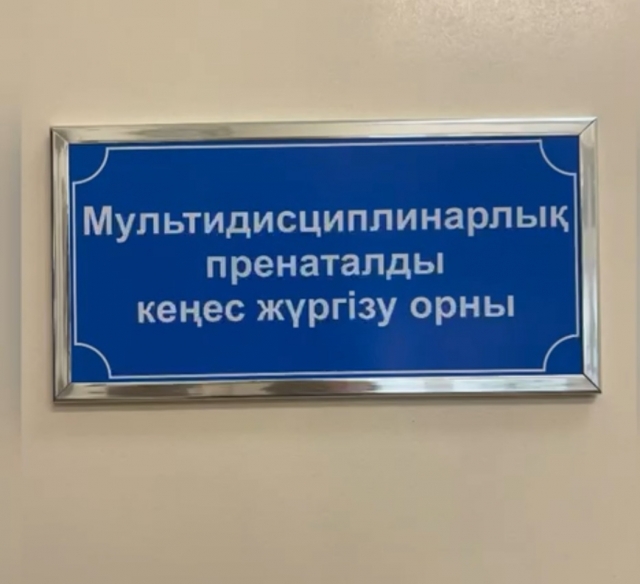 Мультидисциплинарлық
пренаталды
кеңес жүргізу орны